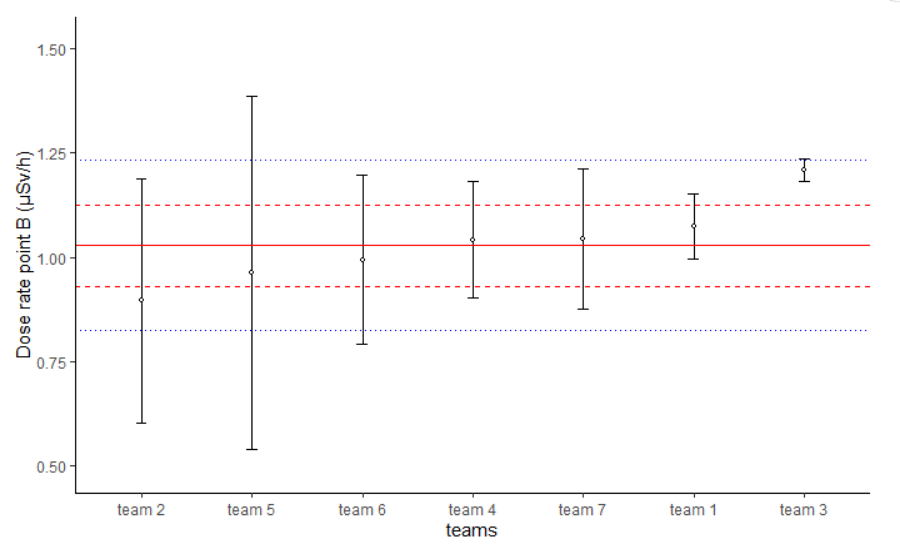 Dose rate point B (µSv/h)
1.50
1.25
1.00
0.75
0.50
team 2 team 5 team 6 team 4 team 7 team 1 team 3
teams